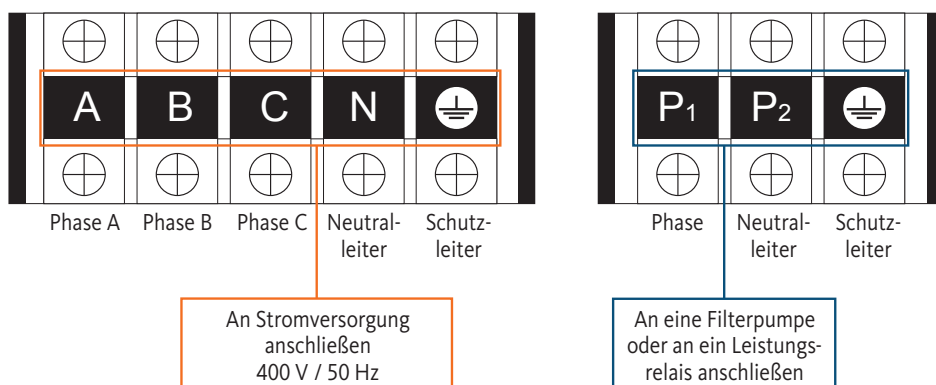 A B C N
Phase A Phase B Phase C Neutral- Schutz-
leiter leiter
An Stromversorgung
anschließen
400 V / 50 Hz
P1 P2
Phase Neutral- Schutz-
leiter leiter
An eine Filterpumpe
oder an ein Leistungs-
relais anschließen